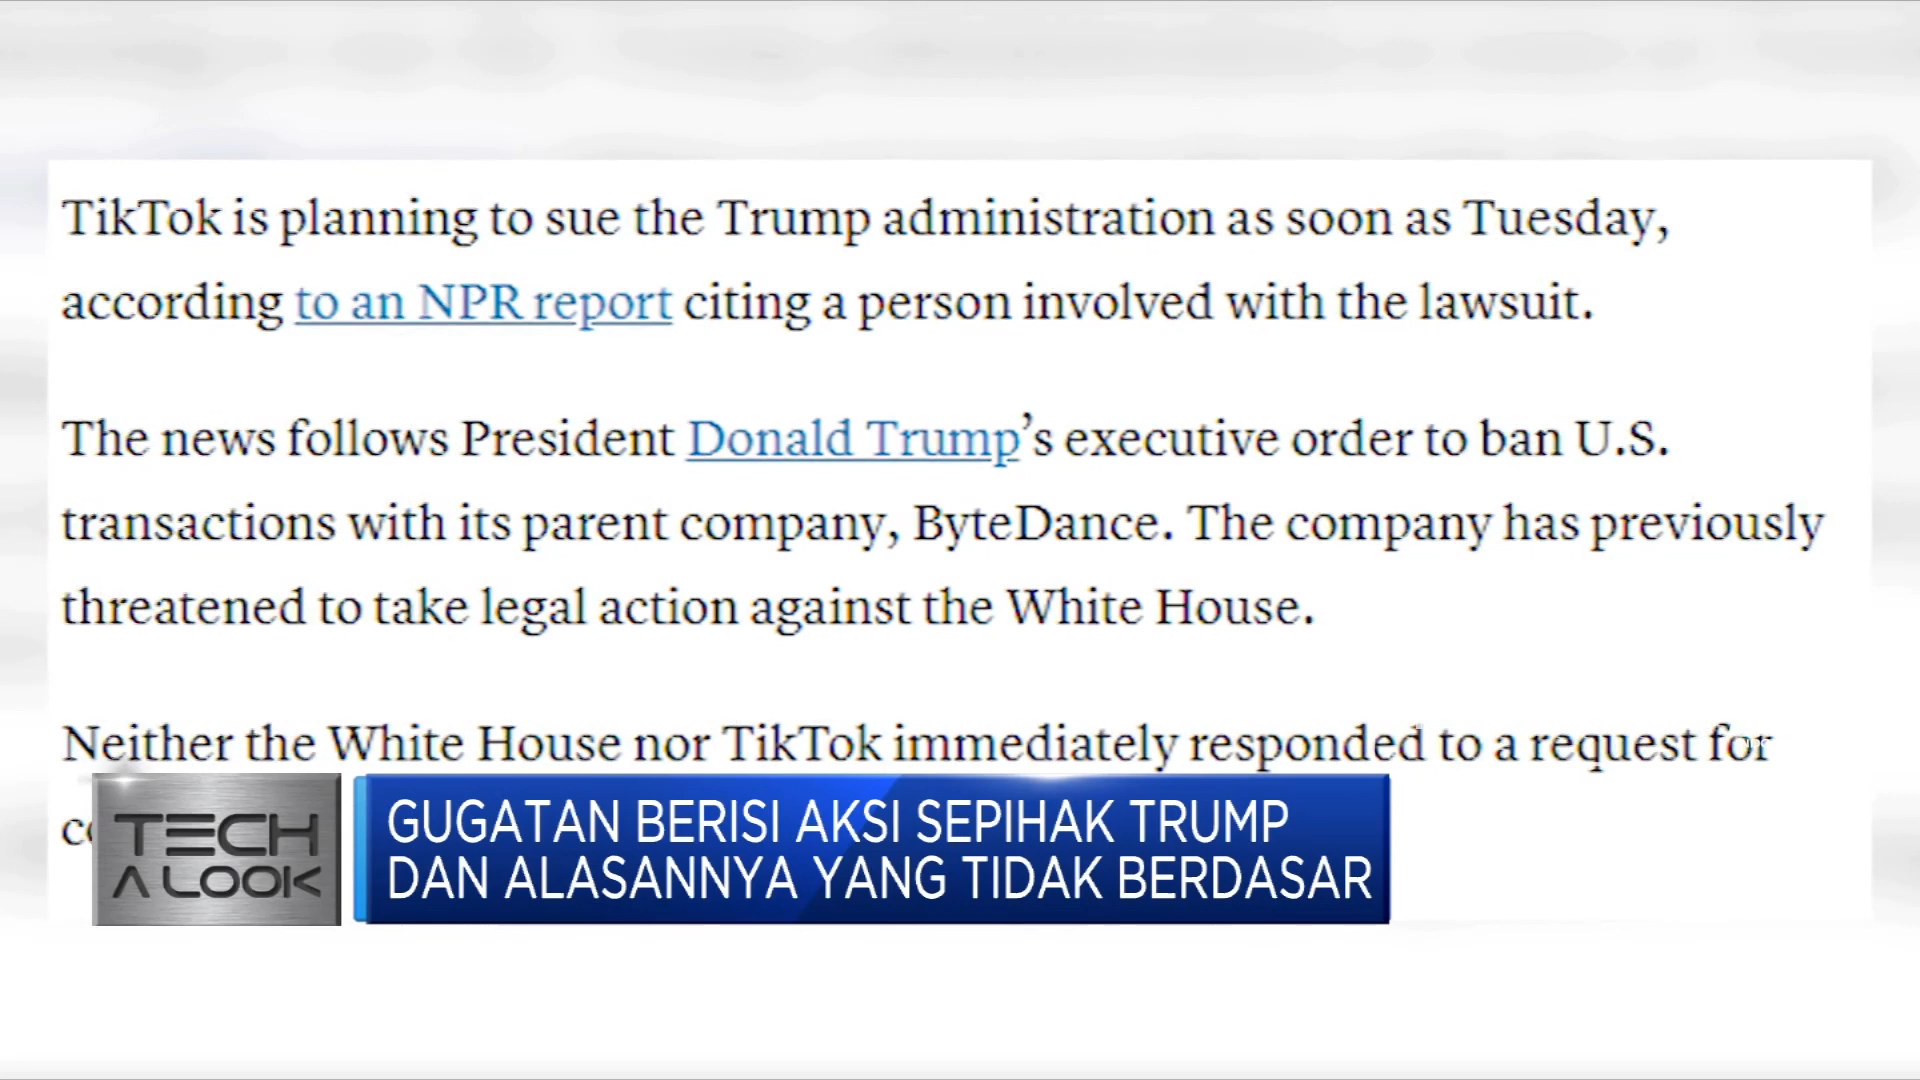 TikTok is planning to sue the Trump administration as soon as Tuesday,
according to an NPR report citing a person involved with the lawsuit.
The news follows President Donald Trump’s executive order to ban U.S.
transactions with its parent company, ByteDance. The company has previously
threatened to take legal action against the White House.
Neither the White House nor TikTok immediately responded to a request for
TECH
A LOOK
GUGATAN BERISI AKSI SEPIHAK TRUMP
DAN ALASANNYA YANG TIDAK BERDASAR